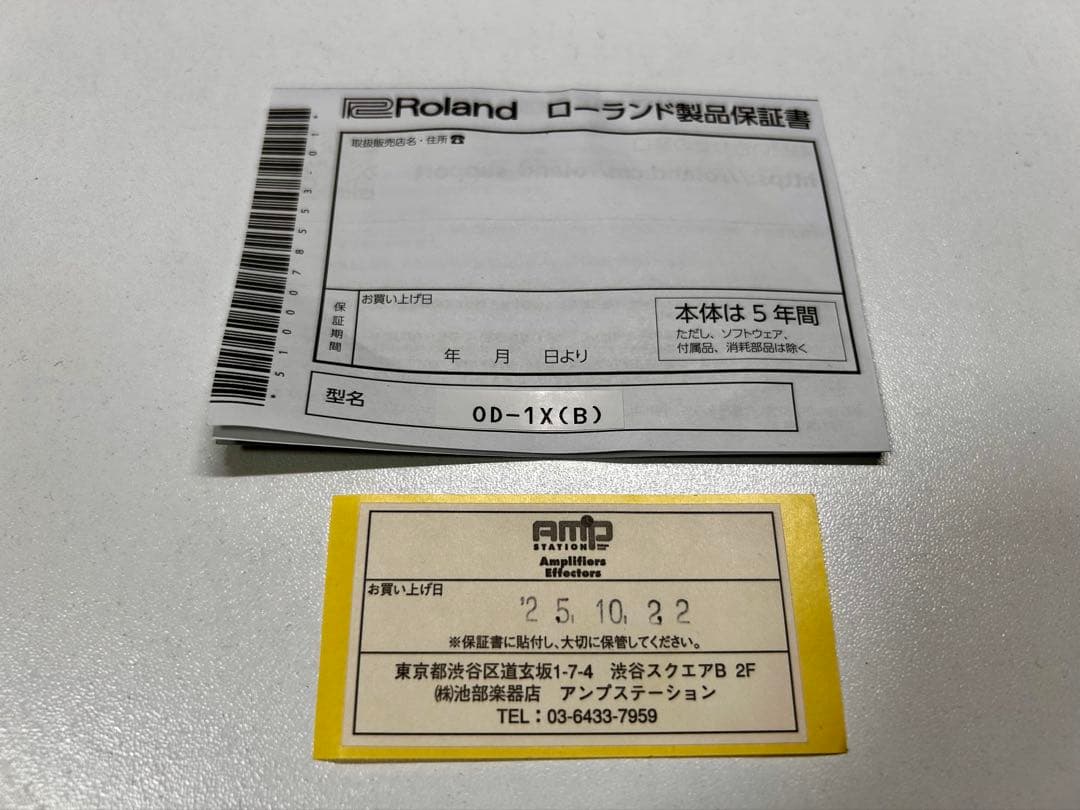 Roland ローランド製品保証書
取扱販売店名・住所☎
保証期間
お買い上げ日
年 月 日より
本体は5年間
ただし、ソフトウェア、
付属品、消耗部品は除く
型名
OD-1X(B)
*51000078553-01*
AMP
STATION
Amplifiers
Effectors
お買い上げ日
'25.10.22
※保証書に貼付し、大切に保管してください。
東京都渋谷区道玄坂1-7-4 渋谷スクエアB 2F
㈱池部楽器店 アンプステーション
TEL:03-6433-7959